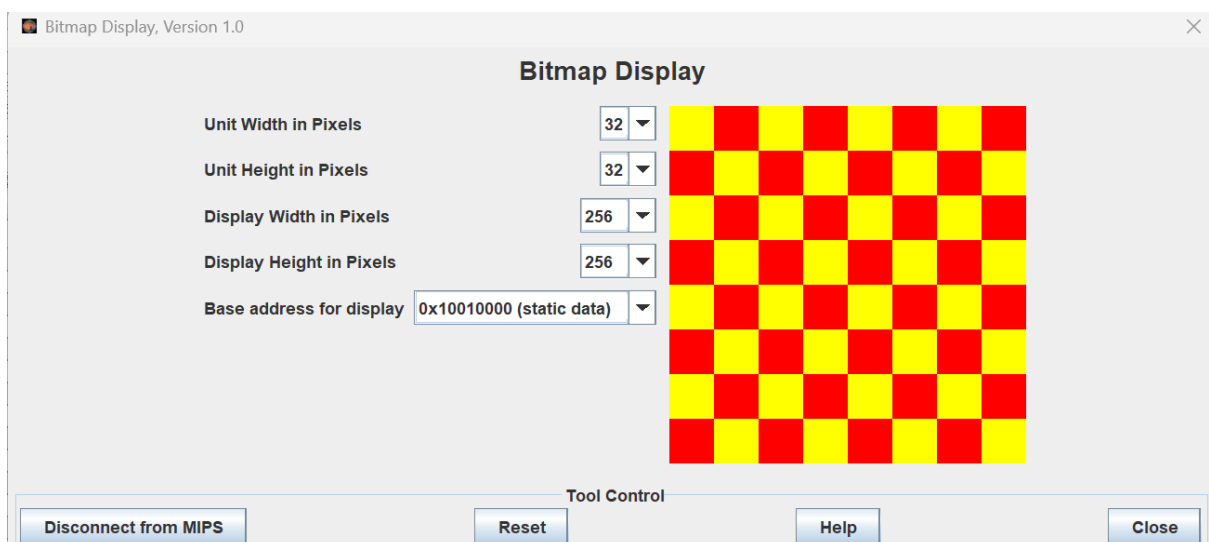 Bitmap Display, Version 1.0
Bitmap Display
Unit Width in Pixels 32
Unit Height in Pixels 32
Display Width in Pixels 256
Display Height in Pixels 256
Base address for display 0x10010000 (static data)
Tool Control
Disconnect from MIPS Reset Help Close